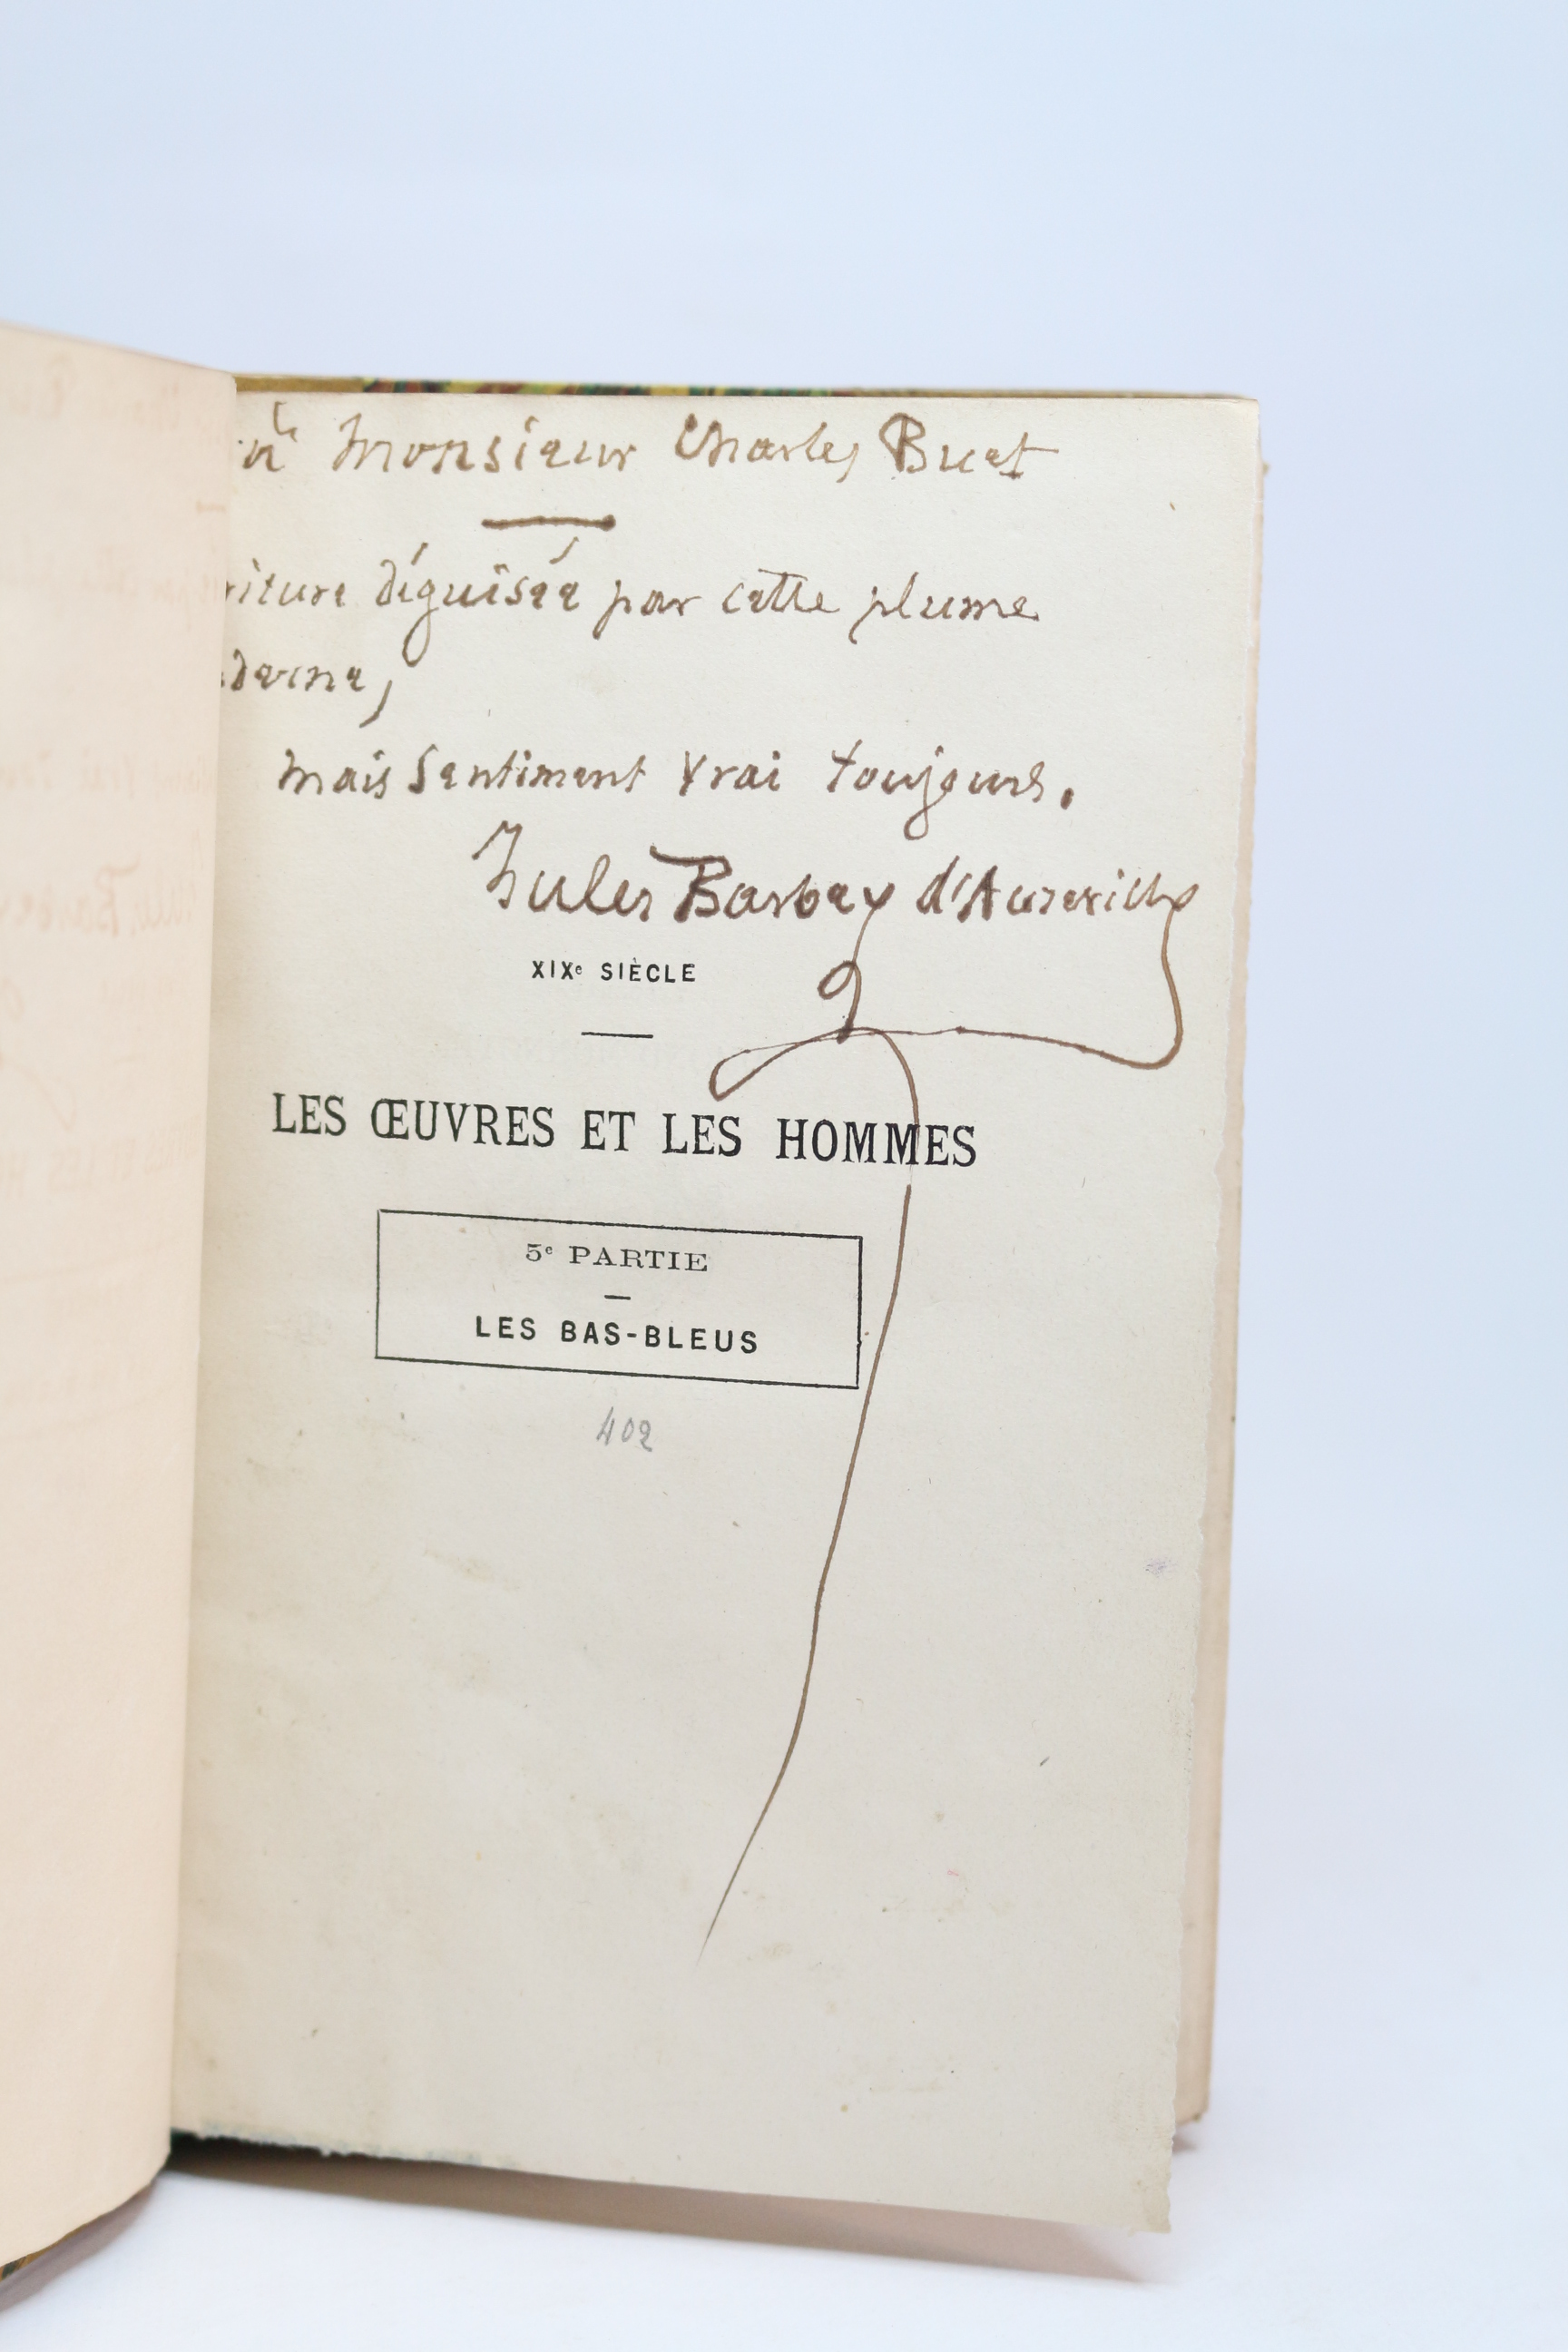 à Monsieur Charles Buet
riture déguisée par cette plume
derne,
mais Sentiment vrai toujours.
Jules Barbey d'Aurevilly
XIXe SIÈCLE
LES ŒUVRES ET LES HOMMES
5e PARTIE
LES BAS-BLEUS
402